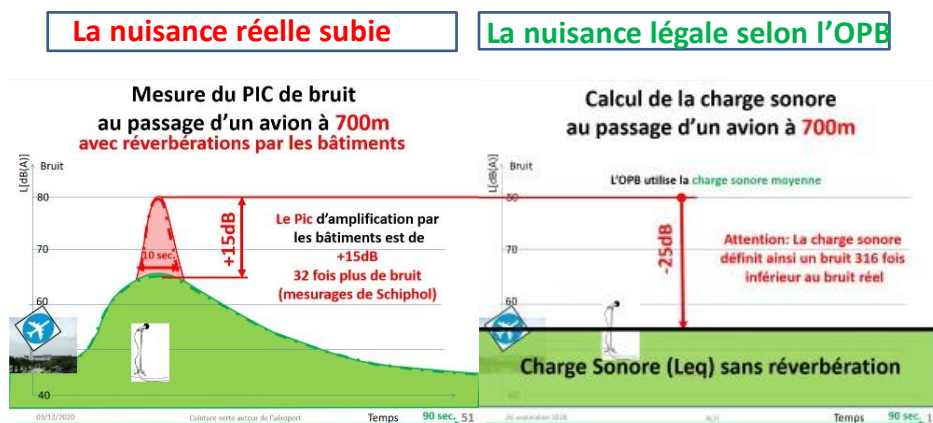 La nuisance réelle subie
La nuisance légale selon l'OPB
Mesure du PIC de bruit
au passage d'un avion à 700m
avec réverbérations par les bâtiments
L[dB(A)]
Bruit
80
70
60
40
10 sec.
+15dB
Le Pic d'amplification par
les bâtiments est de
+15dB
32 fois plus de bruit
(mesurages de Schiphol)
03/12/2020
Ceinture verte autour de l'aéroport
Temps
90 sec.
51
Calcul de la charge sonore
au passage d'un avion à 700m
L[dB(A)]
Bruit
L'OPB utilise la charge sonore moyenne
80
70
60
-25dB
Attention: La charge sonore
définit ainsi un bruit 316 fois
inférieur au bruit réel
Charge Sonore (Leq) sans réverbération
40
Temps
90 sec.
1